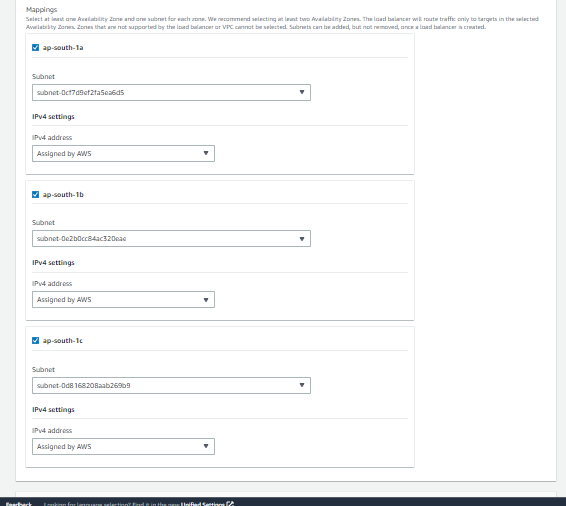 Mappings
Select at least one Availability Zone and one subnet for each zone. We recommend selecting at least two Availability Zones. The load balancer will route traffic only to targets in the selected
Availability Zones. Zones that are not supported by the load balancer or VPC cannot be selected. Subnets can be added, but not removed, once a load balancer is created.
ap-south-1a
Subnet
subnet-0cf7d9ef2fa5ea6d5
IPv4 settings
IPv4 address
Assigned by AWS
ap-south-1b
Subnet
subnet-0e2b0cc84ac320eae
IPv4 settings
IPv4 address
Assigned by AWS
ap-south-1c
Subnet
subnet-0d8168208aab269b9
IPv4 settings
IPv4 address
Assigned by AWS
Feedback Looking for language selection? Find it in the new Unified Settings